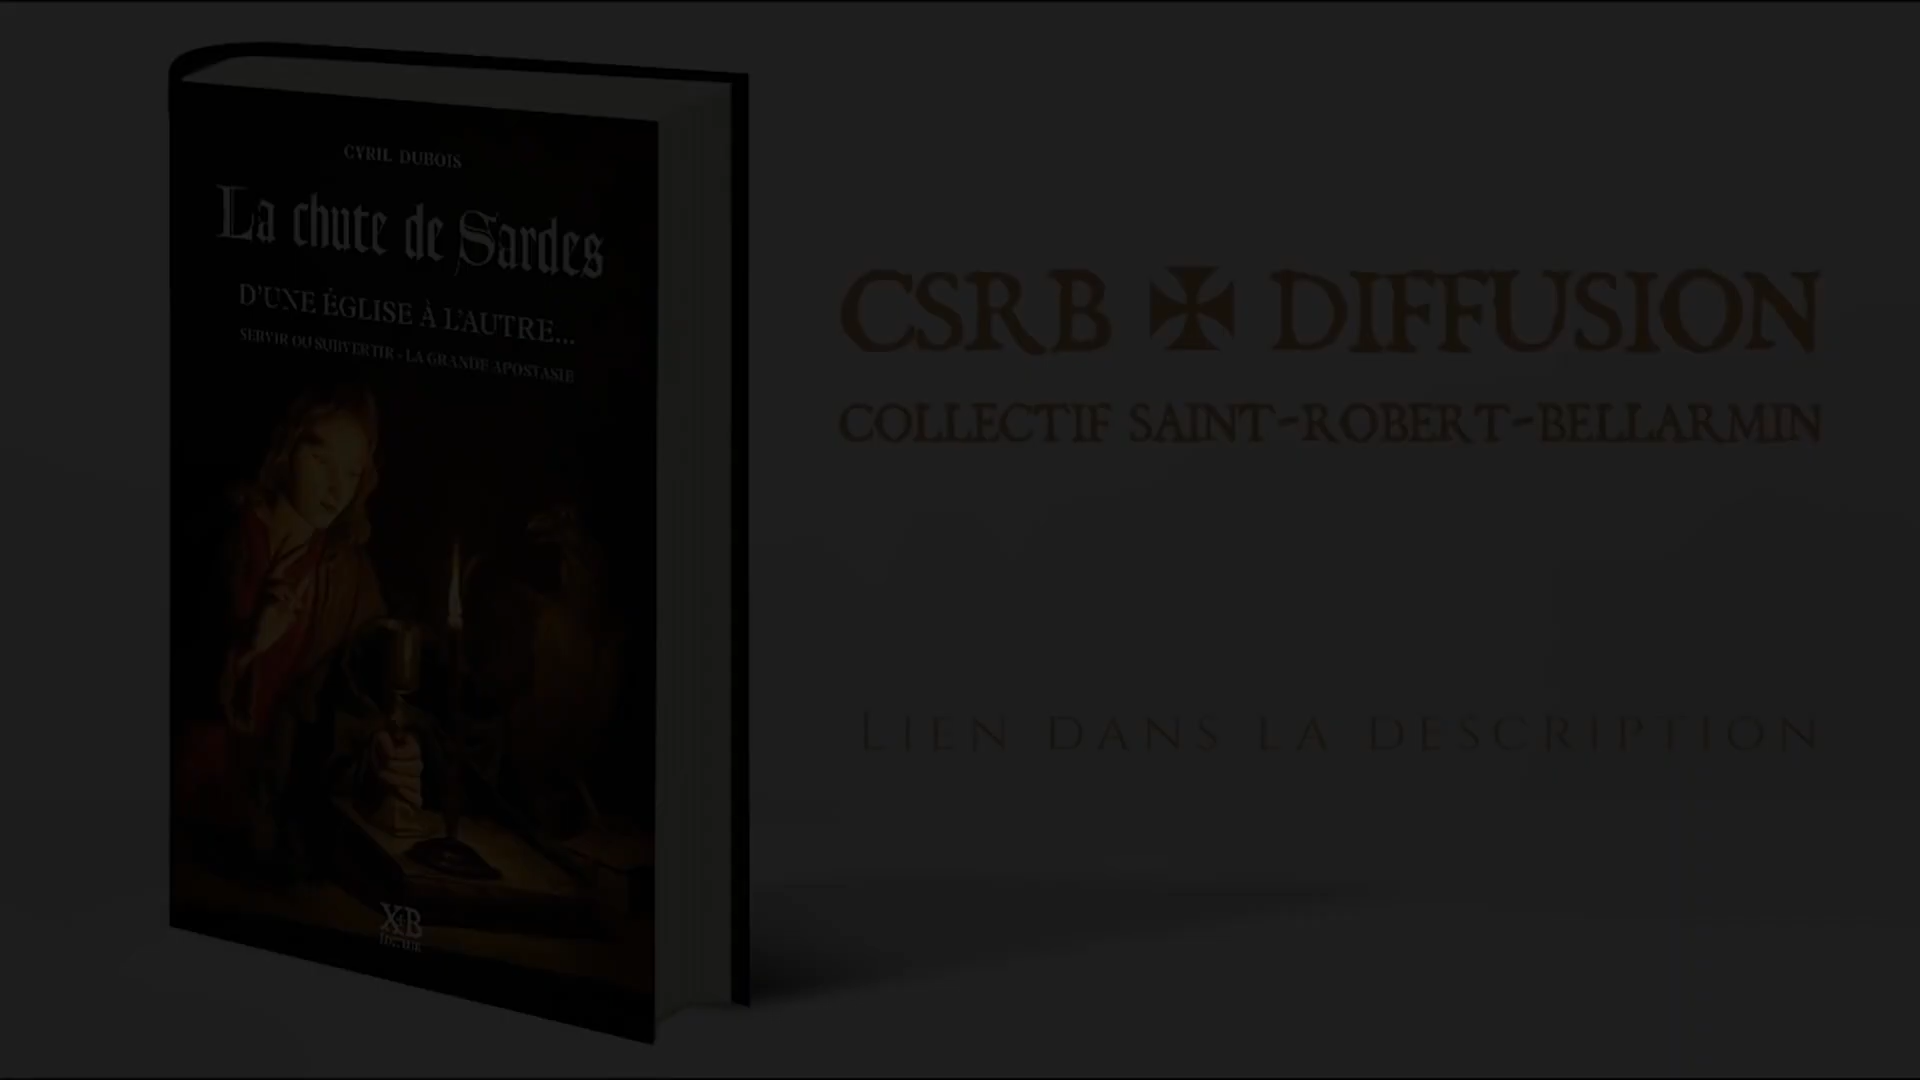 CYRIL DUBOIS
La chute de Sardes
D'UNE ÉGLISE À L'AUTRE...
SERVIR OU SUBVERTIR - LA GRANDE APOSTASIE
X+B
ÉDITEUR
CSRB ✠ DIFFUSION
COLLECTIF SAINT-ROBERT-BELLARMIN
LIEN DANS LA DESCRIPTION